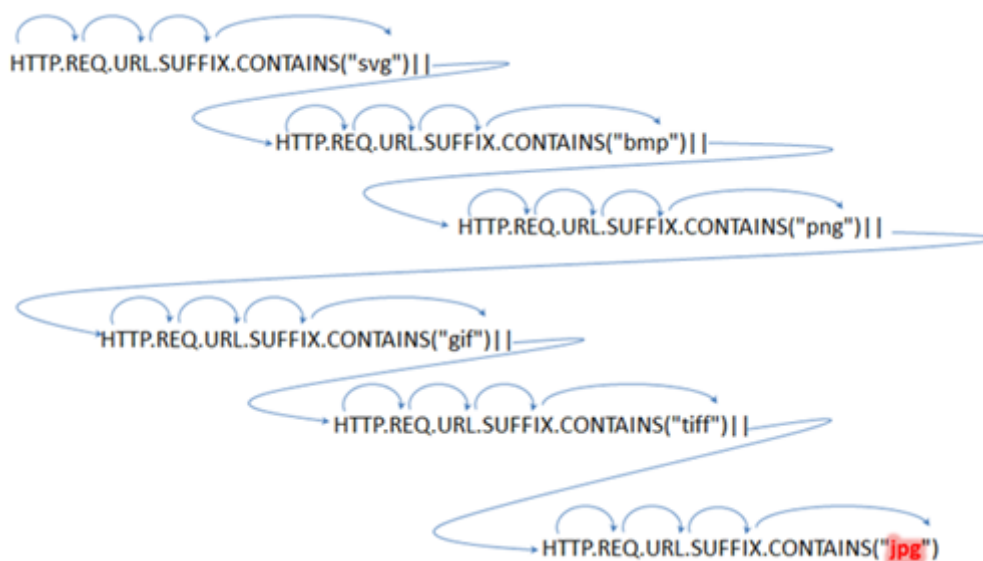 HTTP.REQ.URL.SUFFIX.CONTAINS("svg")||
HTTP.REQ.URL.SUFFIX.CONTAINS("bmp")||
HTTP.REQ.URL.SUFFIX.CONTAINS("png")||
HTTP.REQ.URL.SUFFIX.CONTAINS("gif")||
HTTP.REQ.URL.SUFFIX.CONTAINS("tiff")||
HTTP.REQ.URL.SUFFIX.CONTAINS("jpg")